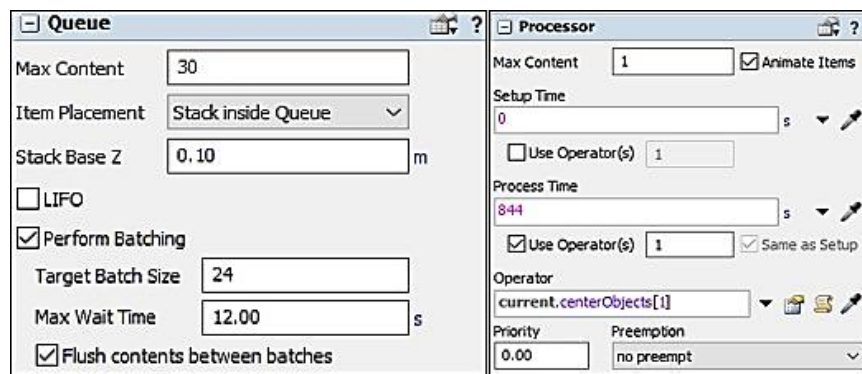 Queue ?
Max Content 30
Item Placement Stack inside Queue
Stack Base Z 0.10 m
LIFO
Perform Batching
Target Batch Size 24
Max Wait Time 12.00 s
Flush contents between batches
Processor ?
Max Content 1 Animate Items
Setup Time
0 s
Use Operator(s) 1
Process Time
844 s
Use Operator(s) 1 Same as Setup
Operator
current.centerObjects[1]
Priority Preemption
0.00 no preempt